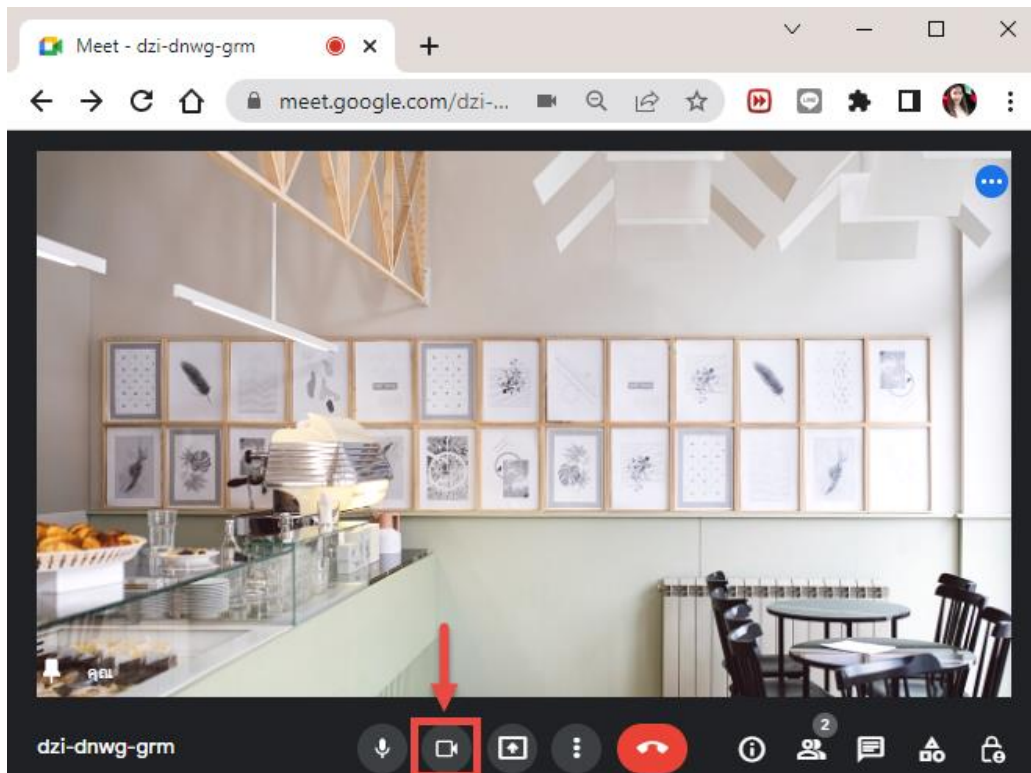 Meet - dzi-dnwg-grm
meet.google.com/dzi-...
คุณ
dzi-dnwg-grm
2